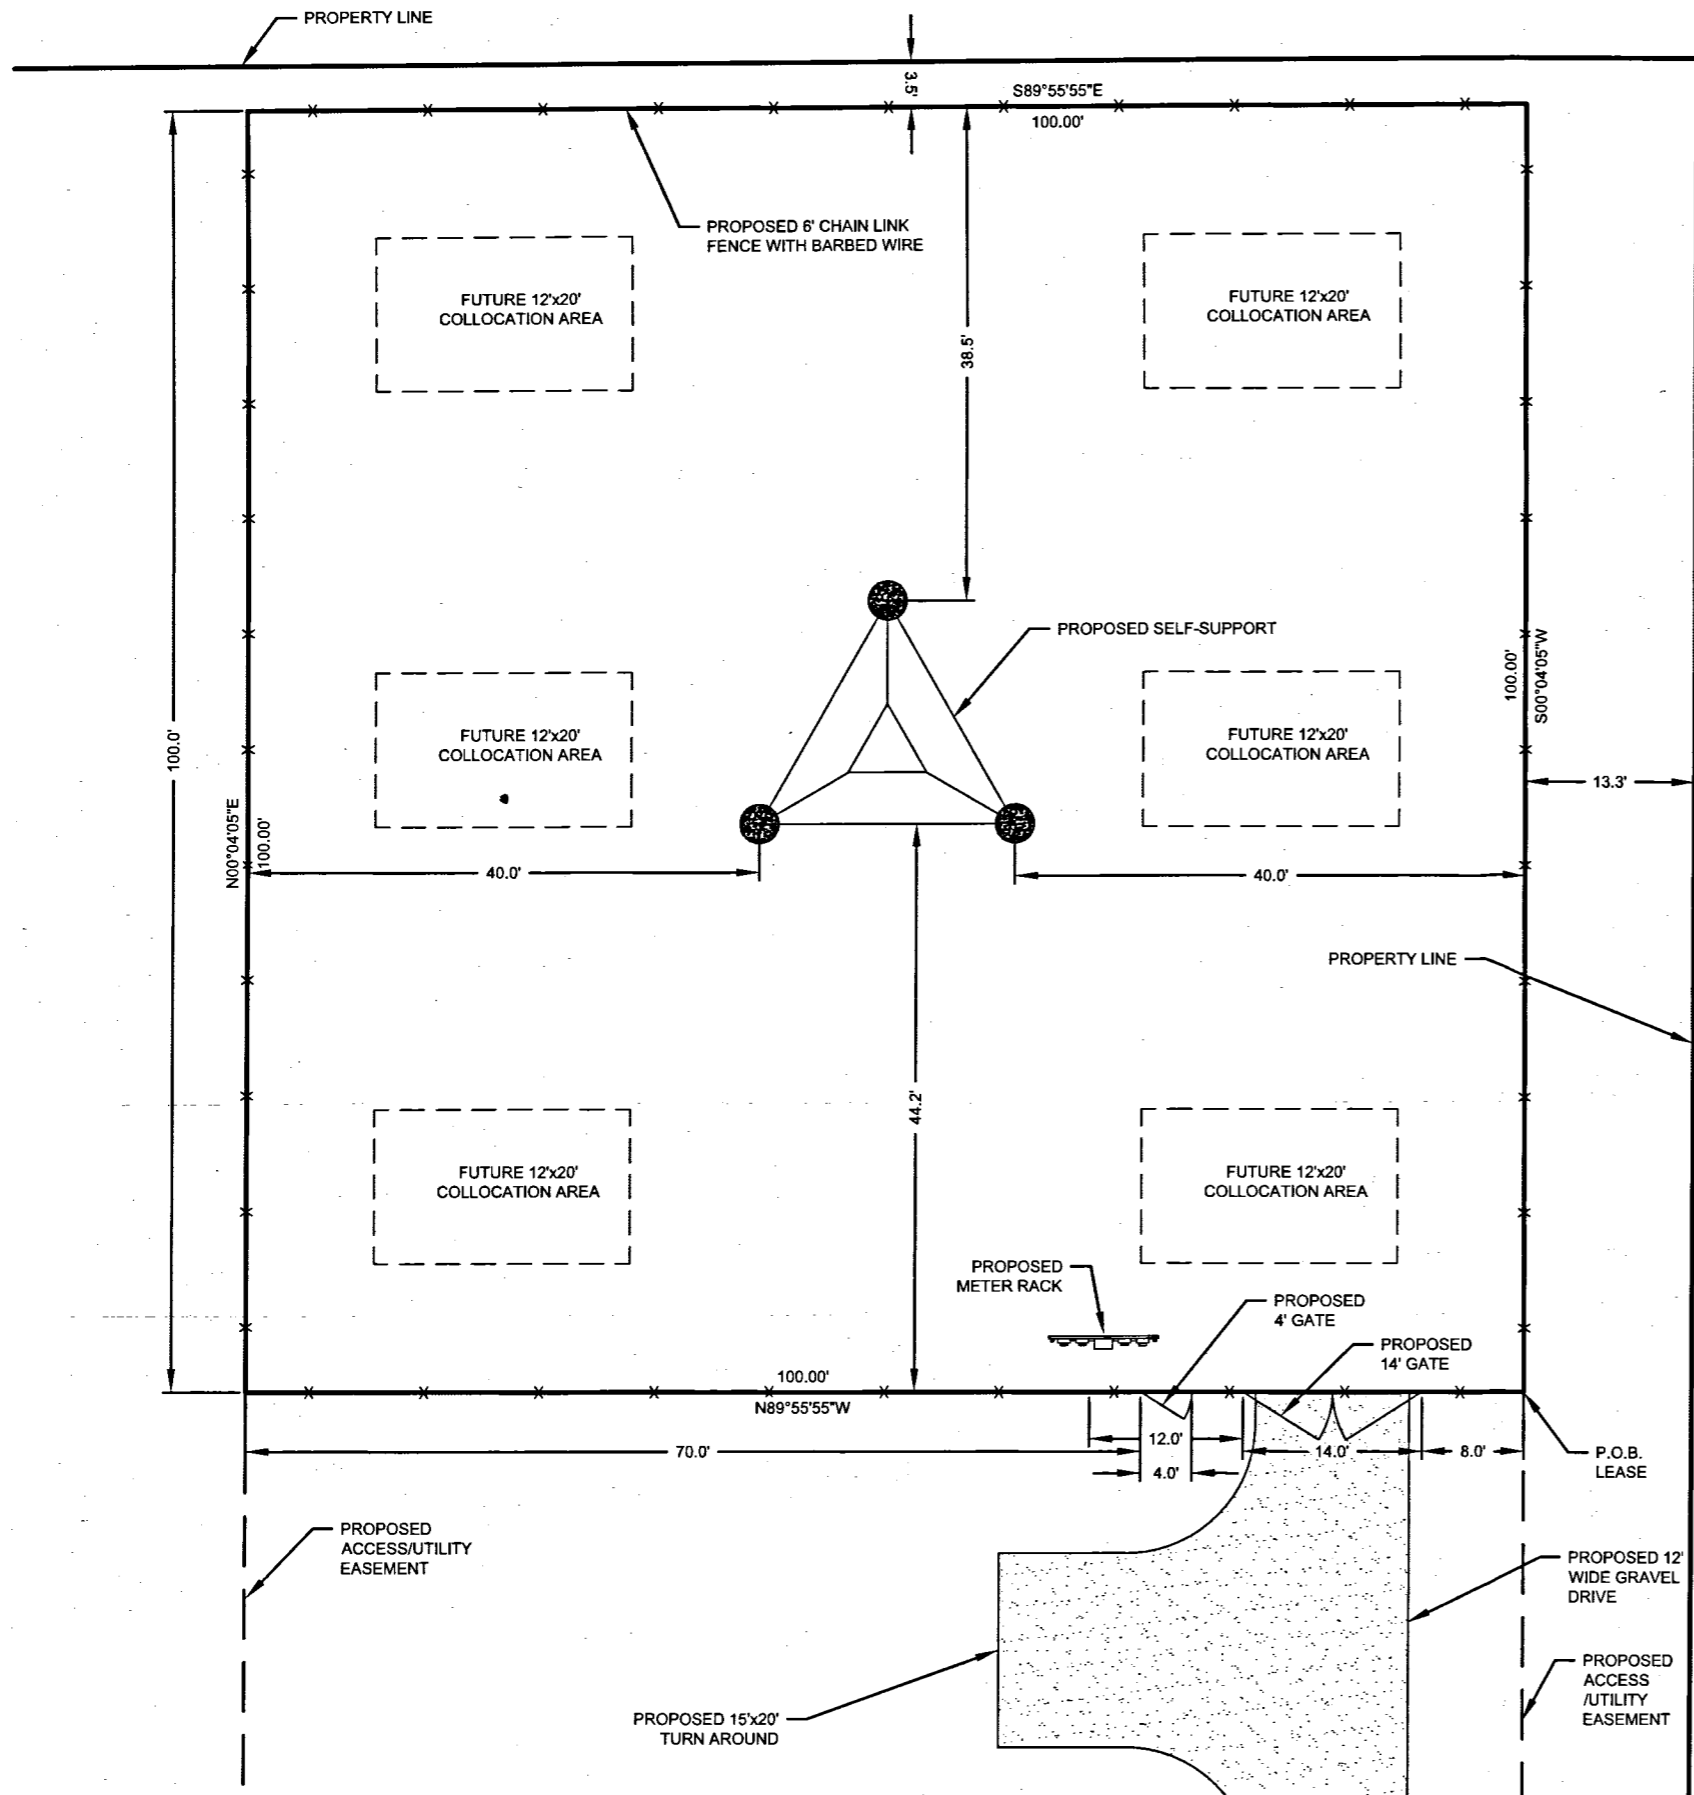 PROPERTY LINE
3.5'
S89°55'55"E
100.00'
PROPOSED 6' CHAIN LINK
FENCE WITH BARBED WIRE
FUTURE 12'x20'
COLLOCATION AREA
FUTURE 12'x20'
COLLOCATION AREA
38.5'
PROPOSED SELF-SUPPORT
100.00'
S00°04'05"W
100.0'
FUTURE 12'x20'
COLLOCATION AREA
FUTURE 12'x20'
COLLOCATION AREA
13.3'
N00°04'05"E
100.00'
40.0'
40.0'
PROPERTY LINE
44.2'
FUTURE 12'x20'
COLLOCATION AREA
FUTURE 12'x20'
COLLOCATION AREA
PROPOSED
METER RACK
PROPOSED
4' GATE
PROPOSED
14' GATE
100.00'
N89°55'55"W
70.0'
12.0'
4.0'
14.0'
8.0'
P.O.B.
LEASE
PROPOSED
ACCESS/UTILITY
EASEMENT
PROPOSED 12'
WIDE GRAVEL
DRIVE
PROPOSED
ACCESS
/UTILITY
EASEMENT
PROPOSED 15'x20'
TURN AROUND